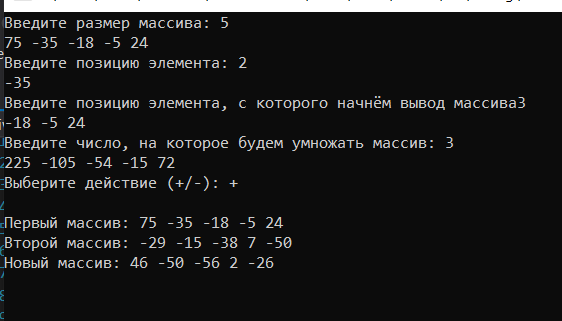 Введите размер массива: 5
75 -35 -18 -5 24
Введите позицию элемента: 2
-35
Введите позицию элемента, с которого начнём вывод массива3
-18 -5 24
Введите число, на которое будем умножать массив: 3
225 -105 -54 -15 72
Выберите действие (+/-): +
Первый массив: 75 -35 -18 -5 24
Второй массив: -29 -15 -38 7 -50
Новый массив: 46 -50 -56 2 -26